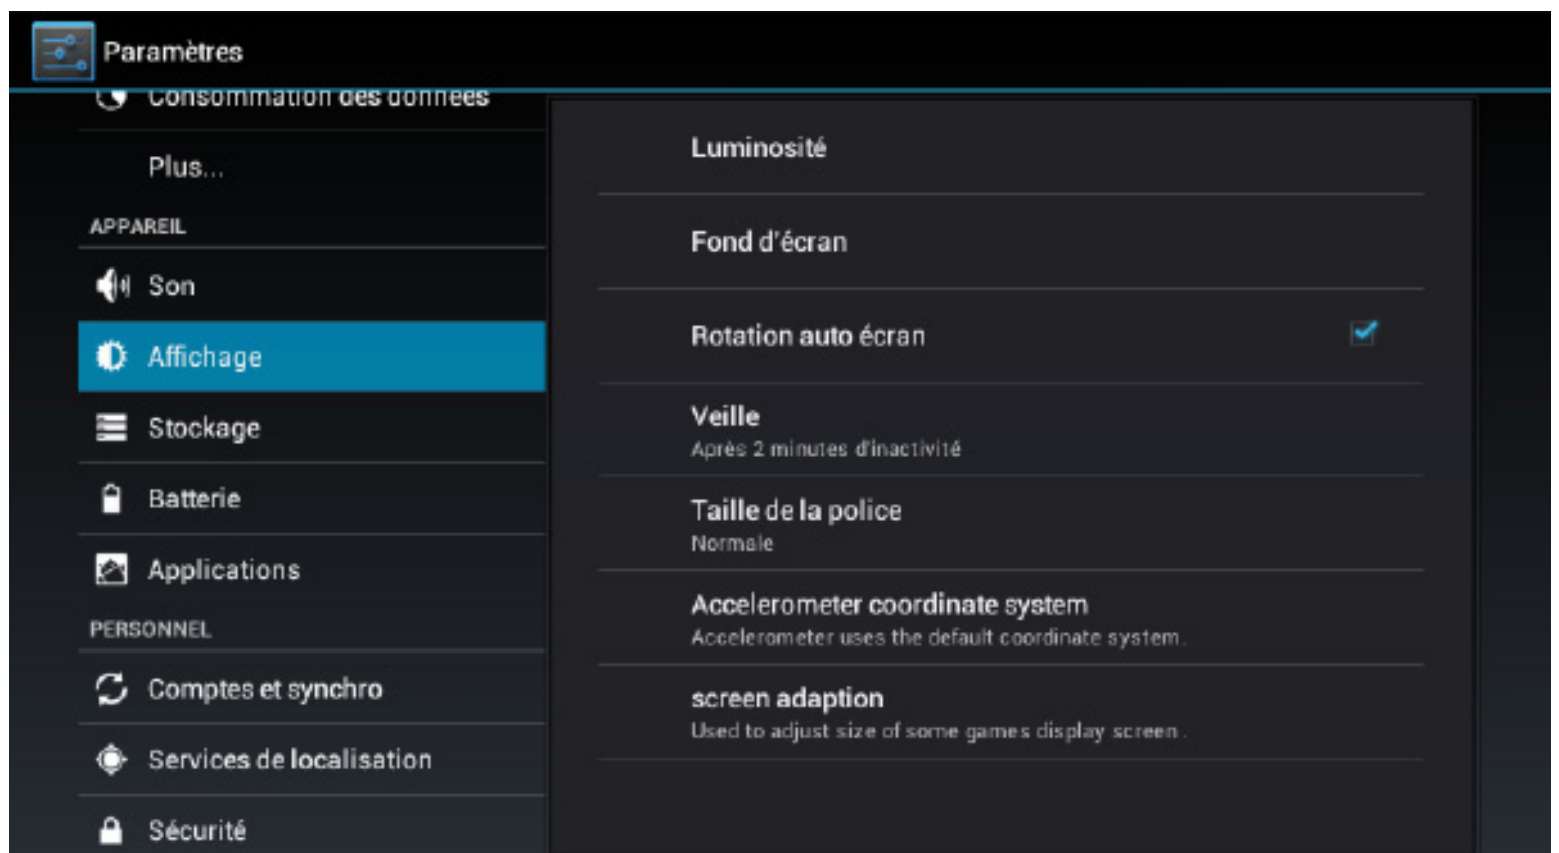 Paramètres
Consommation des données
Plus...
APPAREIL
Son
Affichage
Stockage
Batterie
Applications
PERSONNEL
Comptes et synchro
Services de localisation
Sécurité
Luminosité
Fond d'écran
Rotation auto écran
Veille
Après 2 minutes d'inactivité
Taille de la police
Normale
Accelerometer coordinate system
Accelerometer uses the default coordinate system.
screen adaption
Used to adjust size of some games display screen .